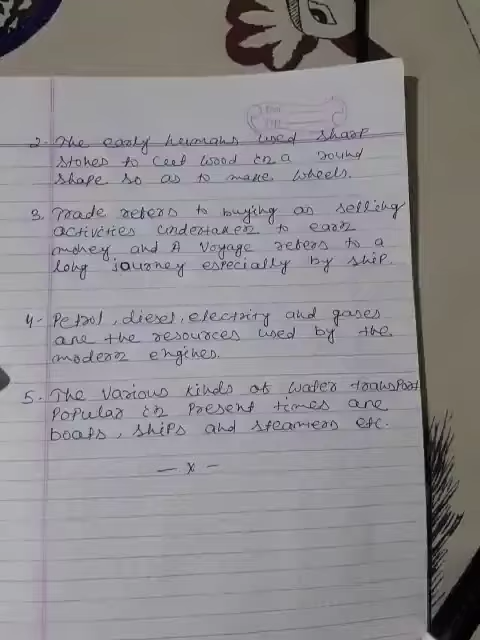 2. The early humans used sharp
stones to cut wood in a round
shape so as to make wheels.
3. Trade refers to buying as selling
activities undertaken to earn
money and A Voyage refers to a
long journey especially by ship.
4. Petrol, diesel, electrity and gases
are the resources used by the
modern engines.
5. The various kinds of water transport
Popular in Present times are
boats, ships and steamers etc.
— x —